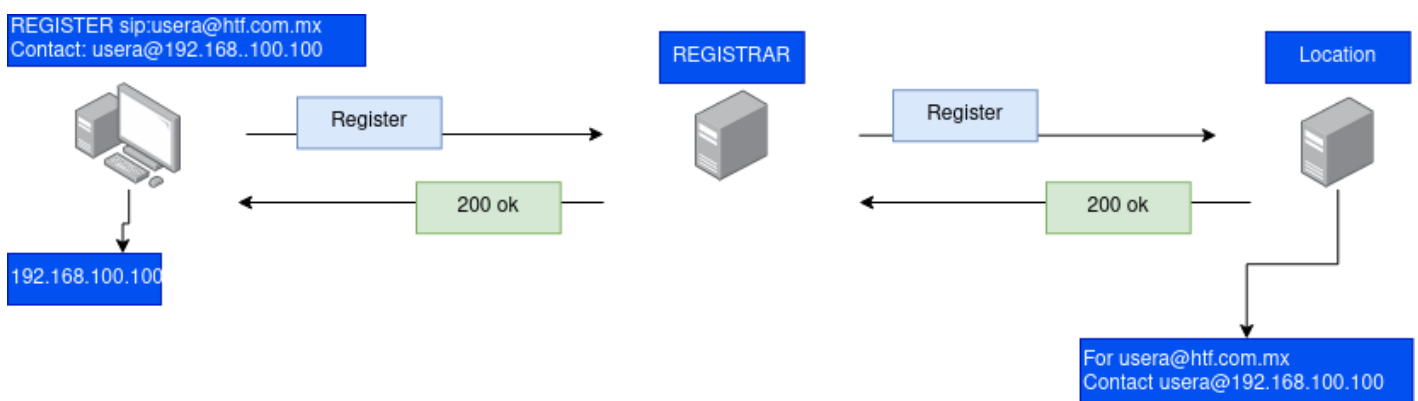 REGISTER sip:usera@htf.com.mx
Contact: usera@192.168..100.100
REGISTRAR
Location
Register
Register
200 ok
200 ok
192.168.100.100
For usera@htf.com.mx
Contact usera@192.168.100.100